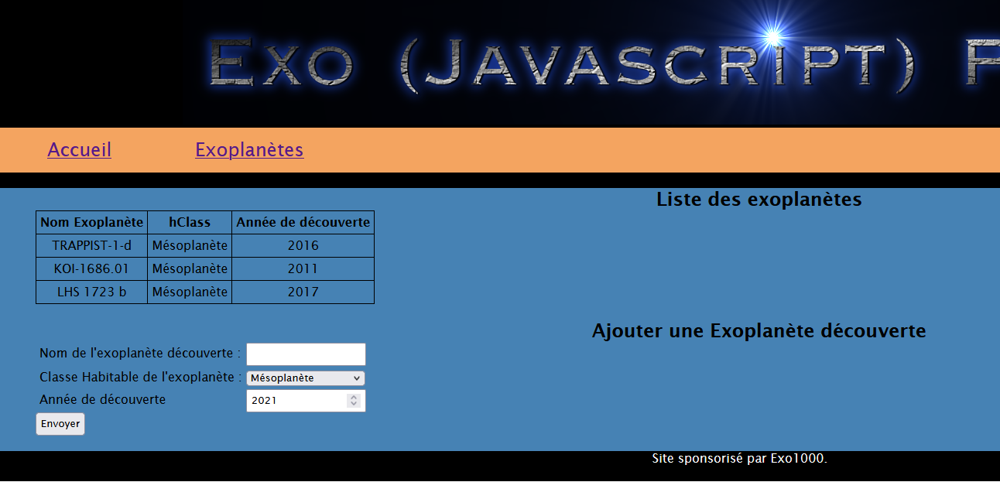 Exo (Javascript)
Accueil Exoplanètes
Liste des exoplanètes
Nom Exoplanète hClass Année de découverte
TRAPPIST-1-d Mésoplanète 2016
KOI-1686.01 Mésoplanète 2011
LHS 1723 b Mésoplanète 2017
Ajouter une Exoplanète découverte
Nom de l'exoplanète découverte :
Classe Habitable de l'exoplanète : Mésoplanète
Année de découverte 2021
Envoyer
Site sponsorisé par Exo1000.